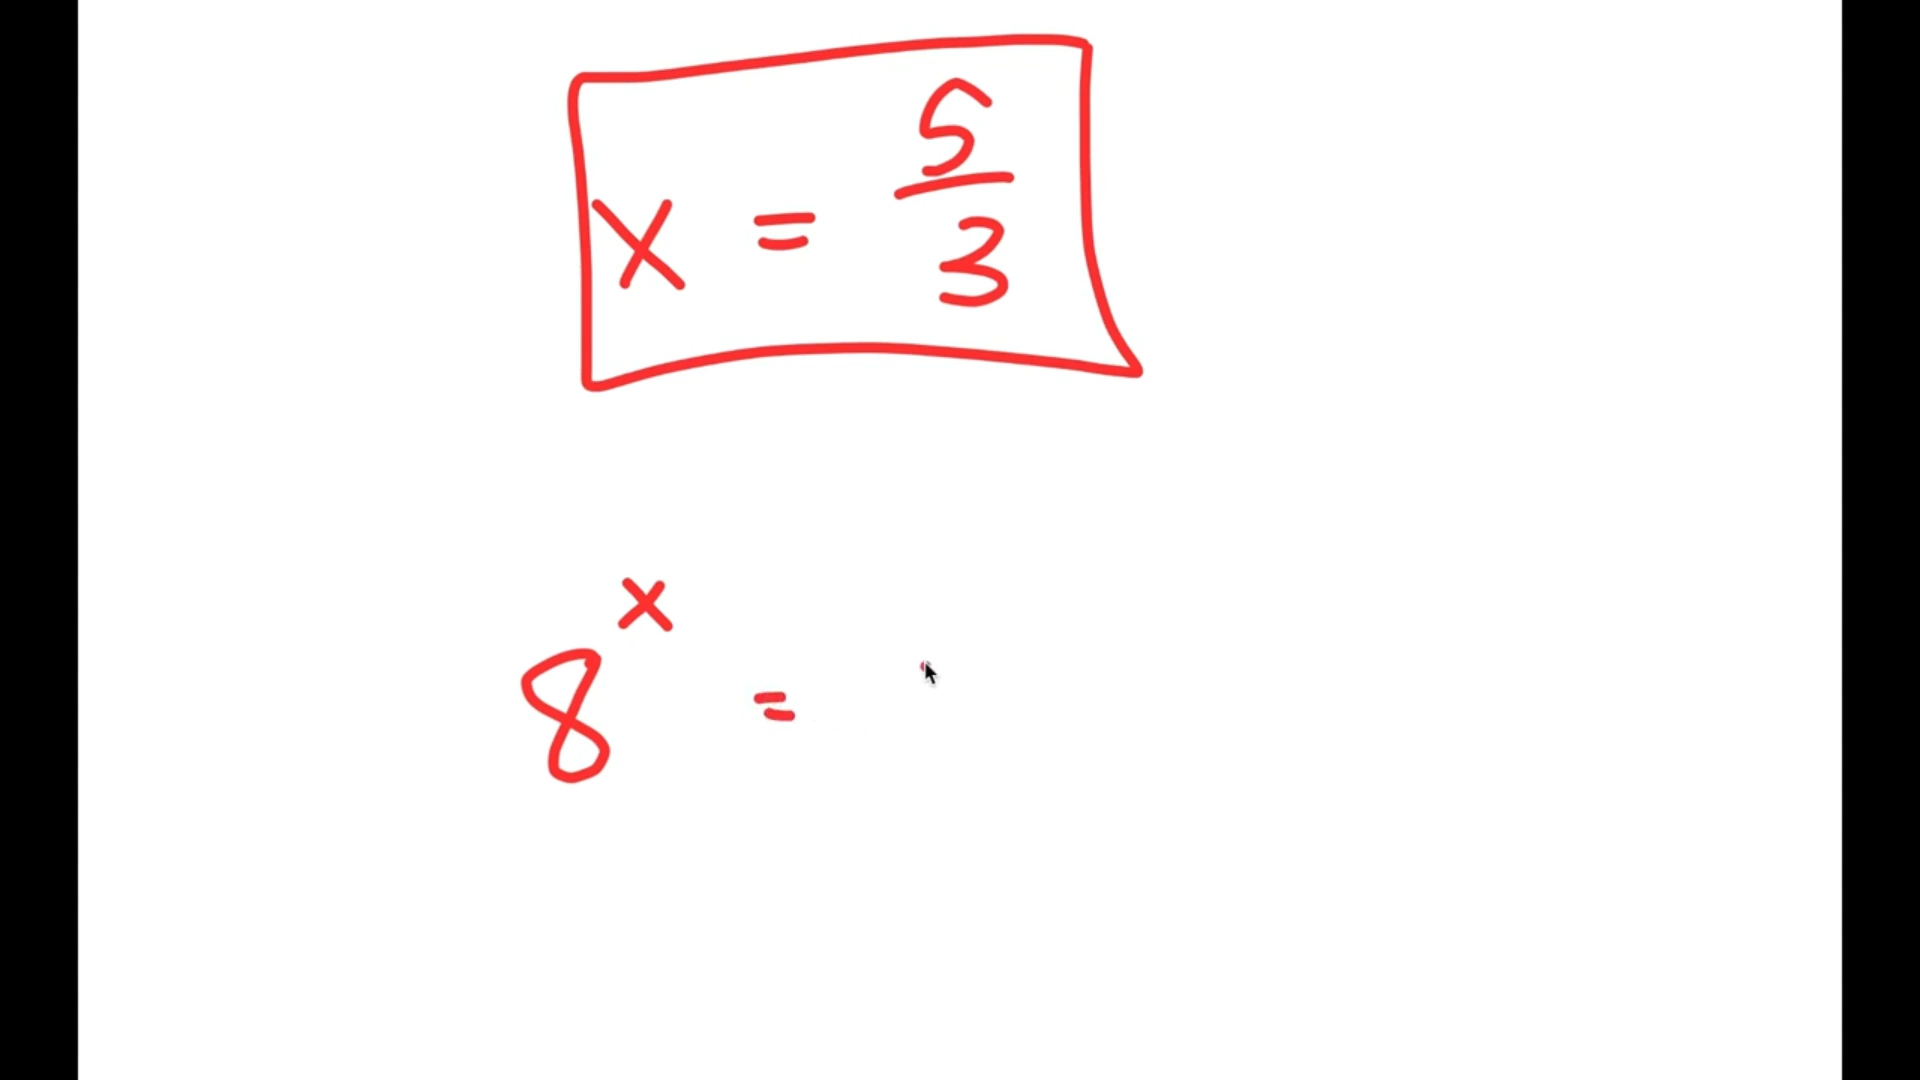 x = 5/3
8^x =